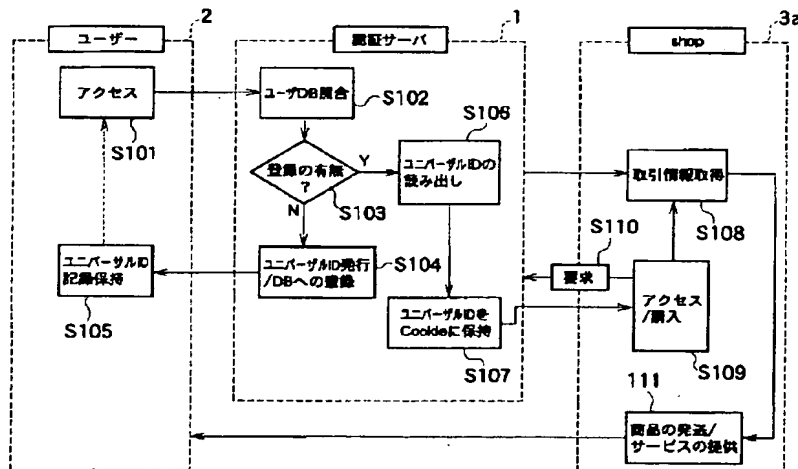 ユーザー
2
認証サーバ
1
shop
3a
アクセス
S101
ユーザDB照合
S102
登録の有無
?
Y
N
S103
S106
ユニバーサルIDの
読み出し
取引情報取得
S108
ユニバーサルID
記録保持
S105
ユニバーザルID発行
/DBへの登録
S104
S110
要求
アクセス
/購入
S109
ユニバーザルIDを
Cookieに保持
S107
111
商品の発送/
サービスの提供